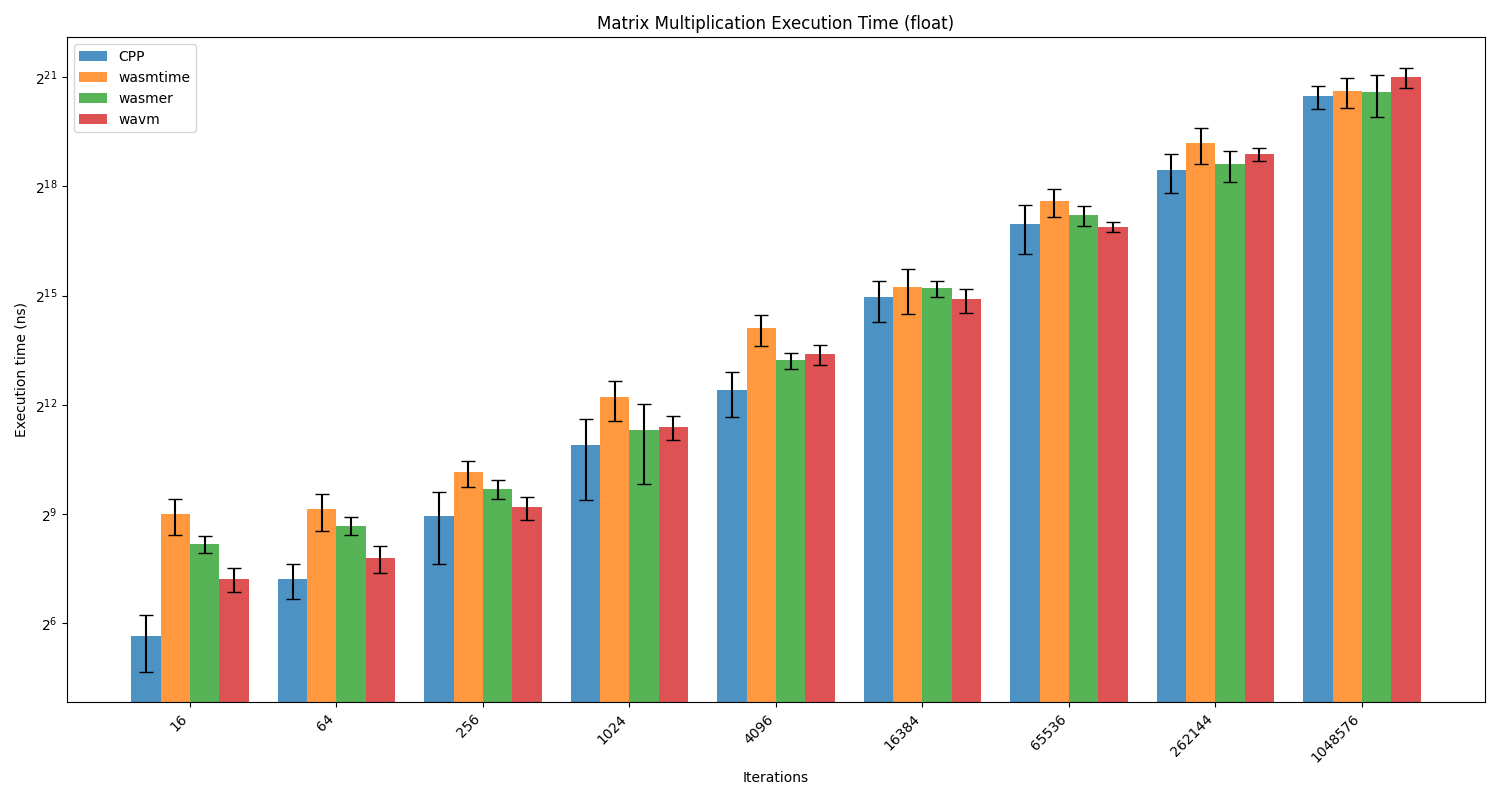 Matrix Multiplication Execution Time (float)
CPP
wasmtime
wasmer
wavm
Execution time (ns)
2^21
2^18
2^15
2^12
2^9
2^6
16
64
256
1024
4096
16384
65536
262144
1048576
Iterations